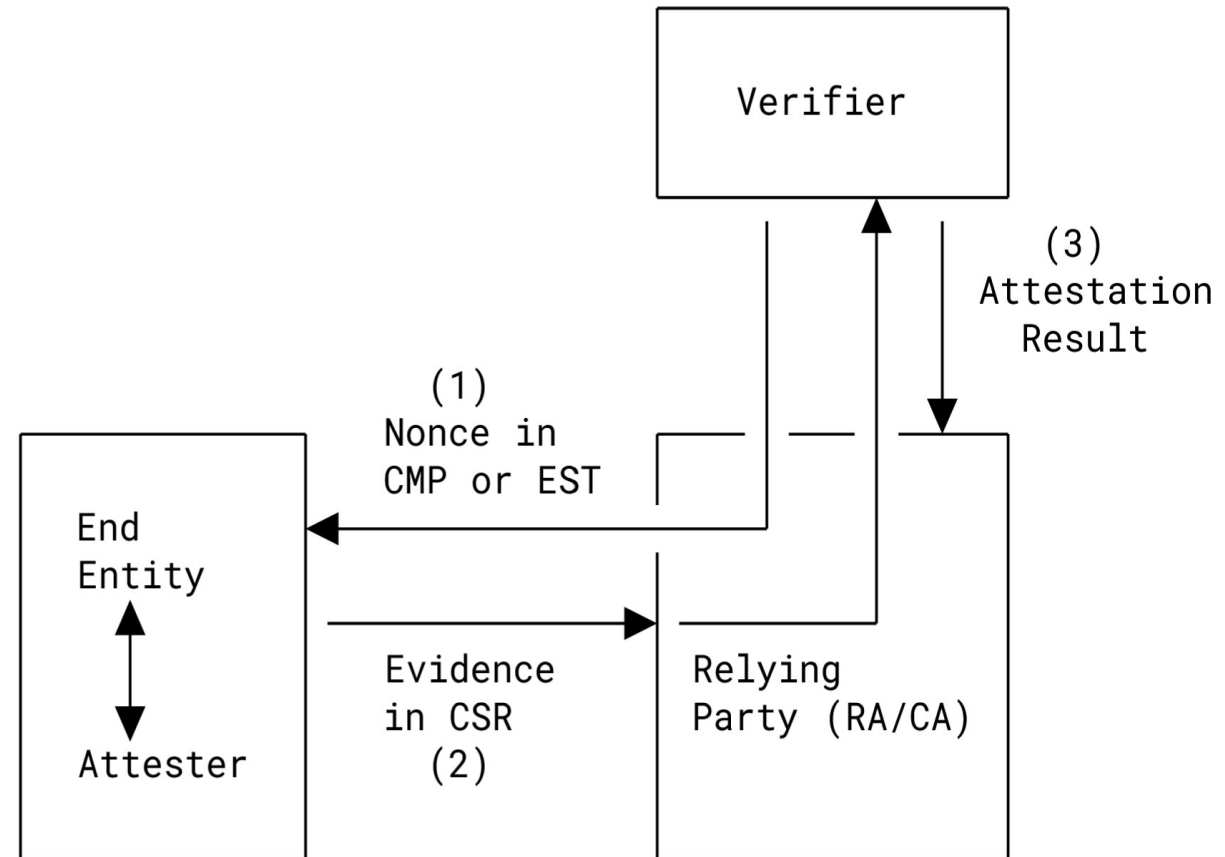 Verifier
(3)
Attestation
Result
(1)
Nonce in
CMP or EST
End
Entity
Attester
Evidence
in CSR
(2)
Relying
Party (RA/CA)